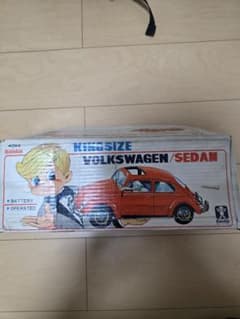 KINGSIZE
VOLKSWAGEN/SEDAN
BATTERY
OPERATED